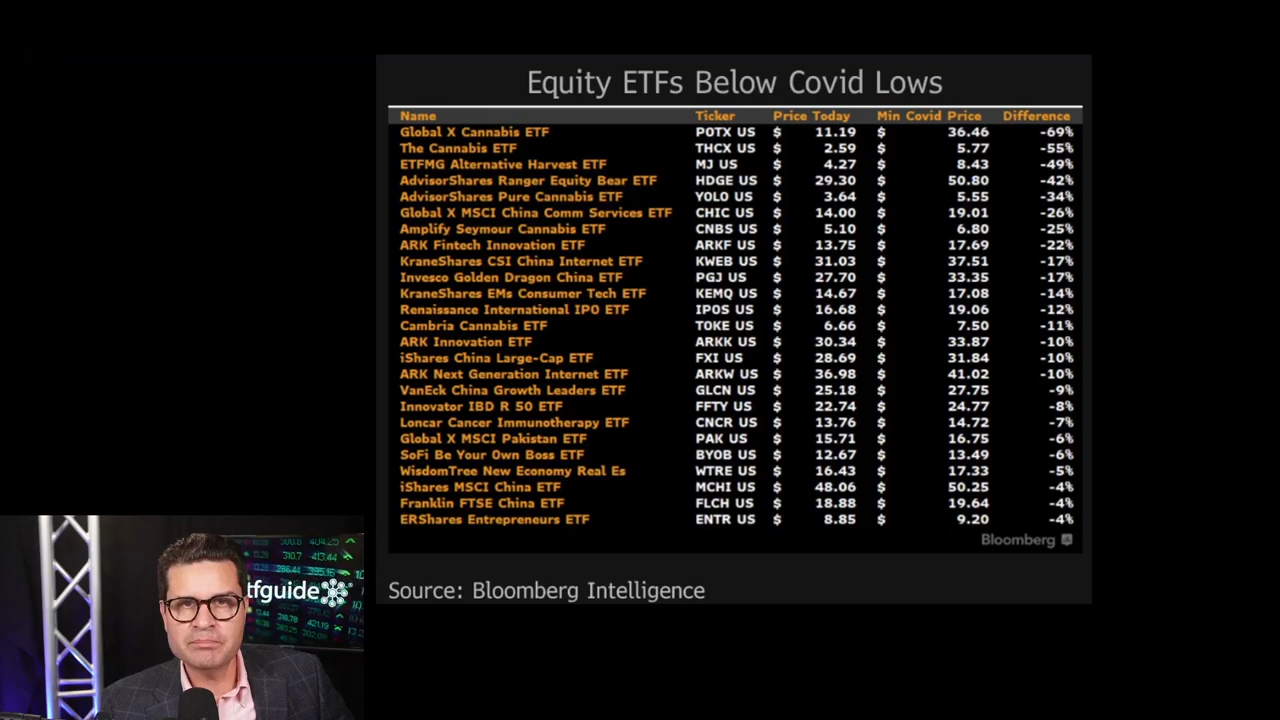 Equity ETFs Below Covid Lows
Name Ticker Price Today Min Covid Price Difference
Global X Cannabis ETF POTX US $ 11.19 $ 36.46 -69%
The Cannabis ETF THCX US $ 2.59 $ 5.77 -55%
ETFMG Alternative Harvest ETF MJ US $ 4.27 $ 8.43 -49%
AdvisorShares Ranger Equity Bear ETF HDGE US $ 29.30 $ 50.80 -42%
AdvisorShares Pure Cannabis ETF YOLO US $ 3.64 $ 5.55 -34%
Global X MSCI China Comm Services ETF CHIC US $ 14.00 $ 19.01 -26%
Amplify Seymour Cannabis ETF CNBS US $ 5.10 $ 6.80 -25%
ARK Fintech Innovation ETF ARKF US $ 13.75 $ 17.69 -22%
KraneShares CSI China Internet ETF KWEB US $ 31.03 $ 37.51 -17%
Invesco Golden Dragon China ETF PGJ US $ 27.70 $ 33.35 -17%
KraneShares EMs Consumer Tech ETF KEMQ US $ 14.67 $ 17.08 -14%
Renaissance International IPO ETF IPOS US $ 16.68 $ 19.06 -12%
Cambria Cannabis ETF TOKE US $ 6.66 $ 7.50 -11%
ARK Innovation ETF ARKK US $ 30.34 $ 33.87 -10%
iShares China Large-Cap ETF FXI US $ 28.69 $ 31.84 -10%
ARK Next Generation Internet ETF ARKW US $ 36.98 $ 41.02 -10%
VanEck China Growth Leaders ETF GLCN US $ 25.18 $ 27.75 -9%
Innovator IBD R 50 ETF FFTY US $ 22.74 $ 24.77 -8%
Loncar Cancer Immunotherapy ETF CNCR US $ 13.76 $ 14.72 -7%
Global X MSCI Pakistan ETF PAK US $ 15.71 $ 16.75 -6%
SoFi Be Your Own Boss ETF BYOB US $ 12.67 $ 13.49 -6%
WisdomTree New Economy Real Es WTRE US $ 16.43 $ 17.33 -5%
iShares MSCI China ETF MCHI US $ 48.06 $ 50.25 -4%
Franklin FTSE China ETF FLCH US $ 18.88 $ 19.64 -4%
ERShares Entrepreneurs ETF ENTR US $ 8.85 $ 9.20 -4%
Bloomberg
Source: Bloomberg Intelligence
tfguide